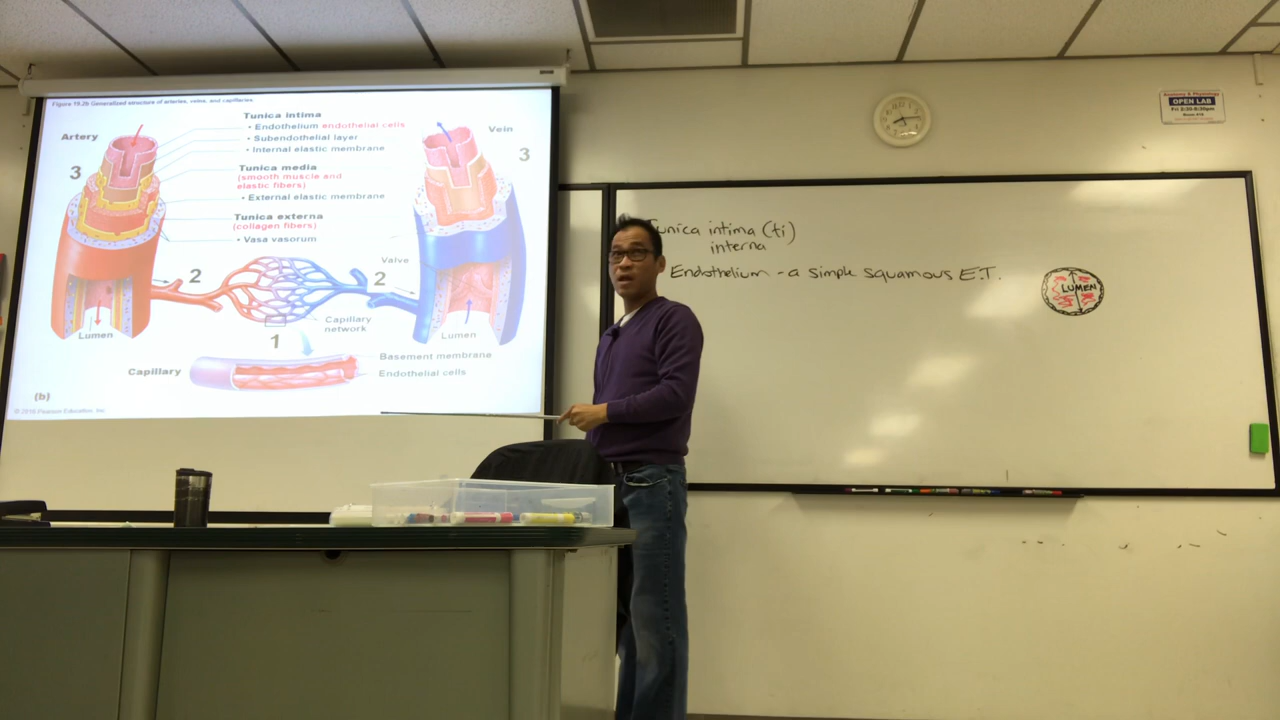 Figure 19.2b Generalized structure of arteries, veins, and capillaries.
Artery
3
Tunica intima
• Endothelium endothelial cells
• Subendothelial layer
• Internal elastic membrane
Tunica media
(smooth muscle and
elastic fibers)
• External elastic membrane
Tunica externa
(collagen fibers)
• Vasa vasorum
Vein
3
Valve
2
2
Lumen
Capillary
network
Lumen
1
Capillary
Basement membrane
Endothelial cells
(b)
© 2016 Pearson Education, Inc.
Tunica intima (ti)
interna
Endothelium - a simple squamous E.T.
LUMEN
Anatomy & Physiology
OPEN LAB